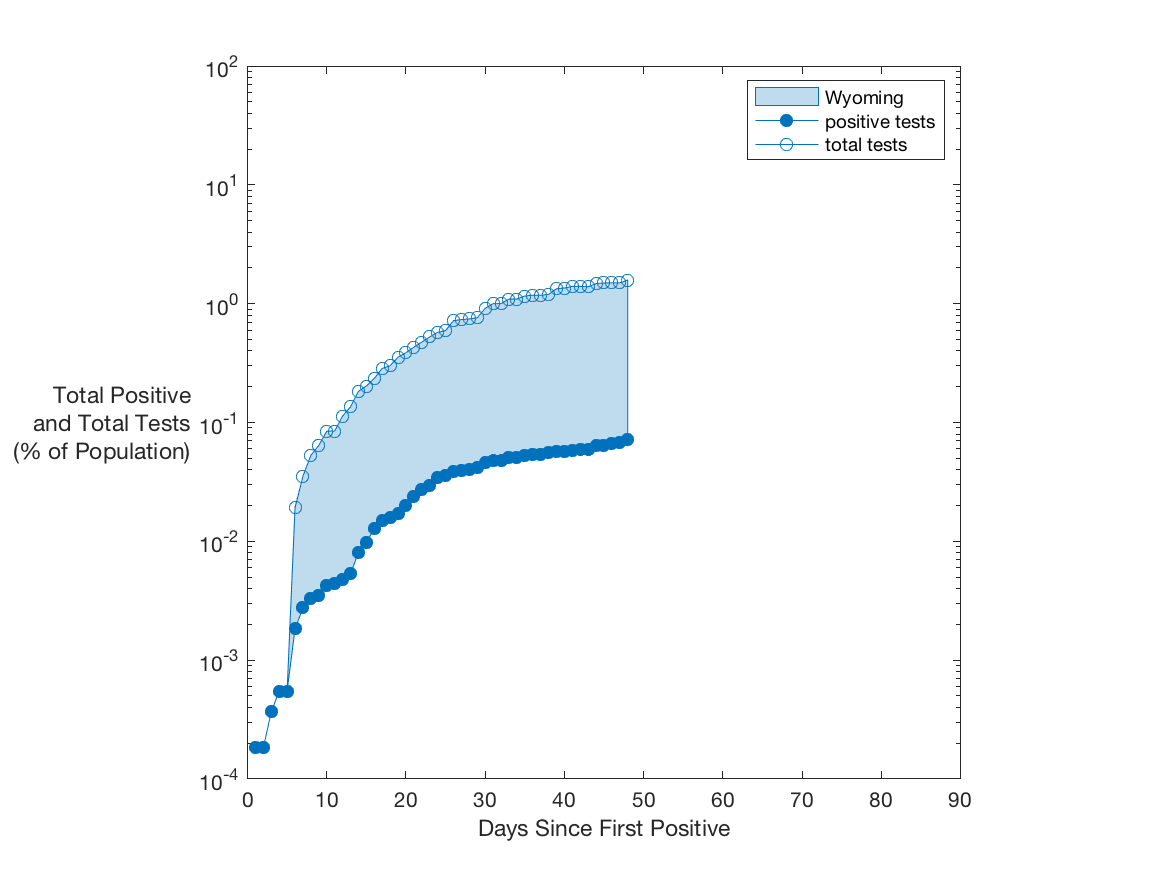 10^2
10^1
10^0
10^-1
10^-2
10^-3
10^-4
Total Positive
and Total Tests
(% of Population)
Wyoming
positive tests
total tests
0 10 20 30 40 50 60 70 80 90
Days Since First Positive